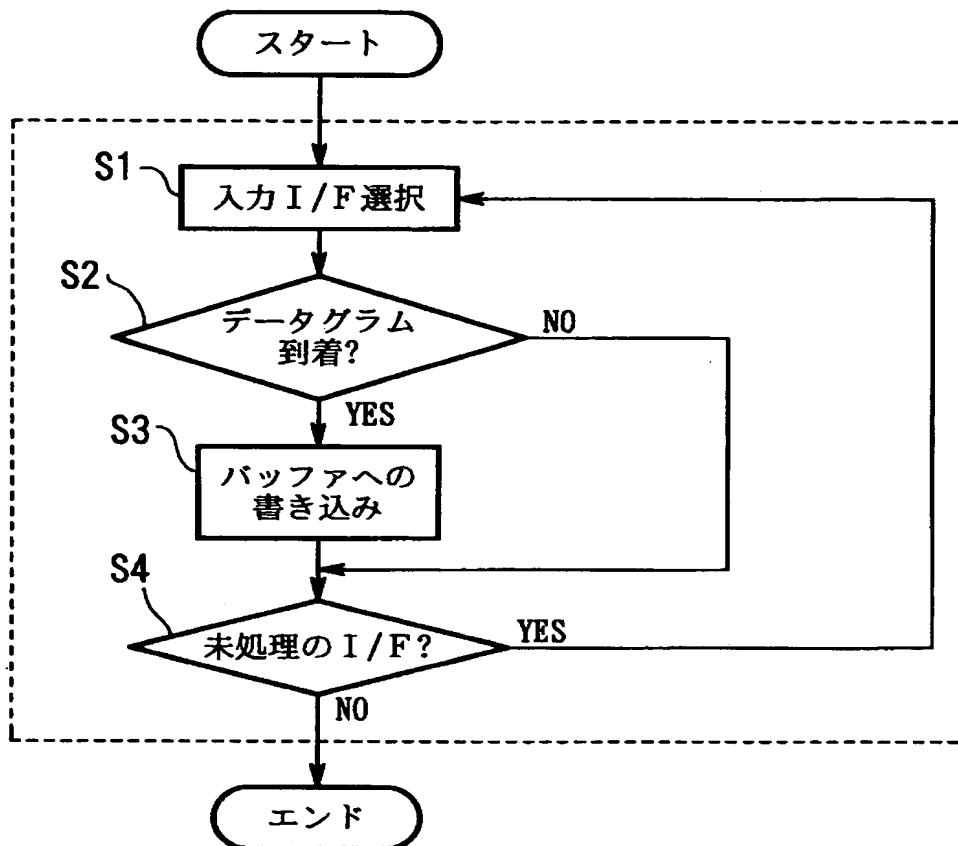 スタート
S1
入力I/F選択
S2
データグラム
到着?
NO
YES
S3
バッファへの
書き込み
S4
未処理のI/F?
YES
NO
エンド